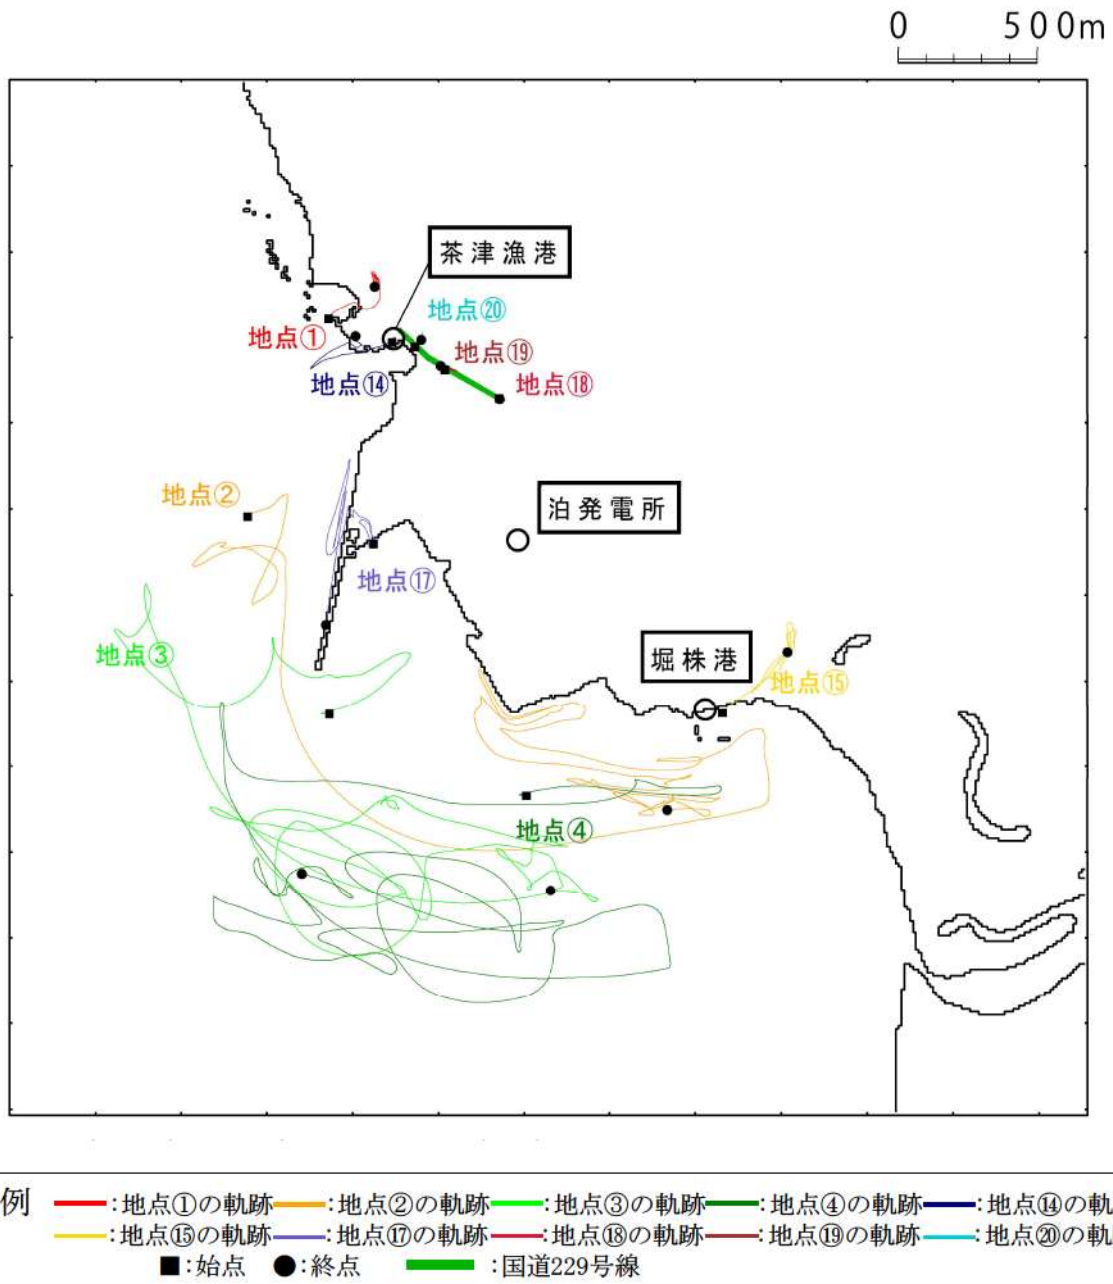 0 500m
茶津漁港
地点⑳
地点①
地点⑲
地点⑭
地点⑱
地点②
泊発電所
地点⑰
堀株港
地点③
地点⑮
地点④
例 :地点①の軌跡 :地点②の軌跡 :地点③の軌跡 :地点④の軌跡 :地点⑭の軌
:地点⑮の軌跡 :地点⑰の軌跡 :地点⑱の軌跡 :地点⑲の軌跡 :地点⑳の軌
■:始点 ●:終点 :国道229号線